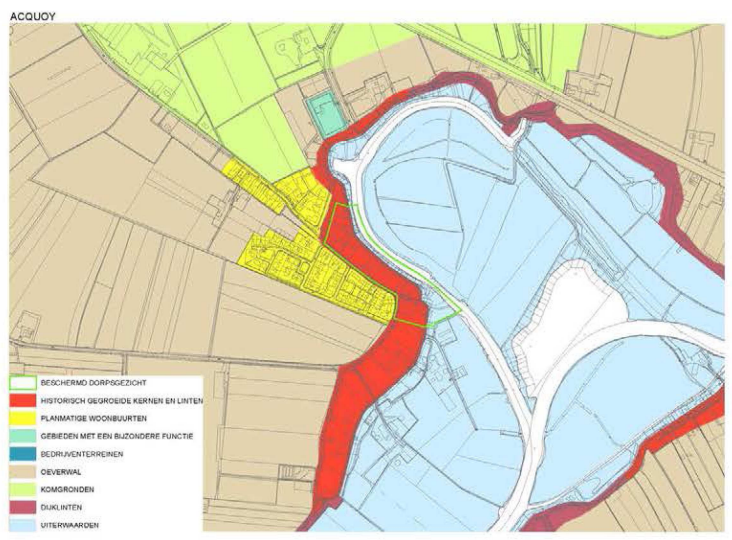 ACQUOY
BESCHERMD DORPSGEZICHT
HISTORISCH GEGROEIDE KERNEN EN LINTEN
PLANMATIGE WOONBUURTEN
GEBIEDEN MET EEN BIJZONDERE FUNCTIE
BEDRIJVENTERREINEN
OEVERWAL
KOMGRONDEN
DIJKLINTEN
UITERWAARDEN